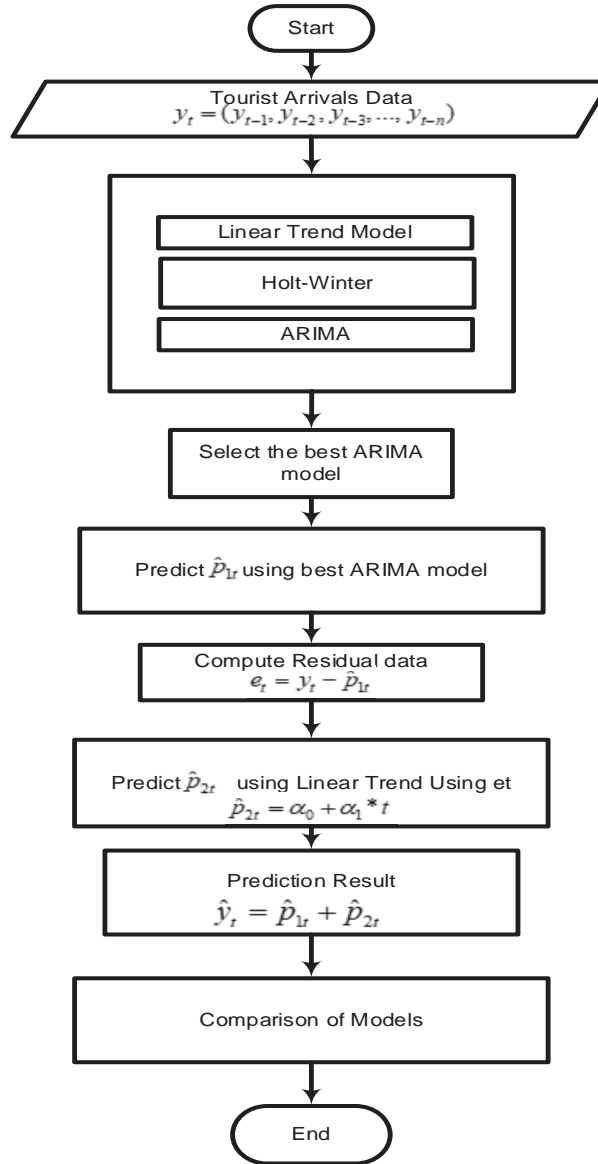 Start
Tourist Arrivals Data
y_t = (y_{t-1}, y_{t-2}, y_{t-3}, ..., y_{t-n})
Linear Trend Model
Holt-Winter
ARIMA
Select the best ARIMA
model
Predict p̂_{1t} using best ARIMA model
Compute Residual data
e_t = y_t − p̂_{1t}
Predict p̂_{2t} using Linear Trend Using et
p̂_{2t} = α_0 + α_1 * t
Prediction Result
ŷ_t = p̂_{1t} + p̂_{2t}
Comparison of Models
End